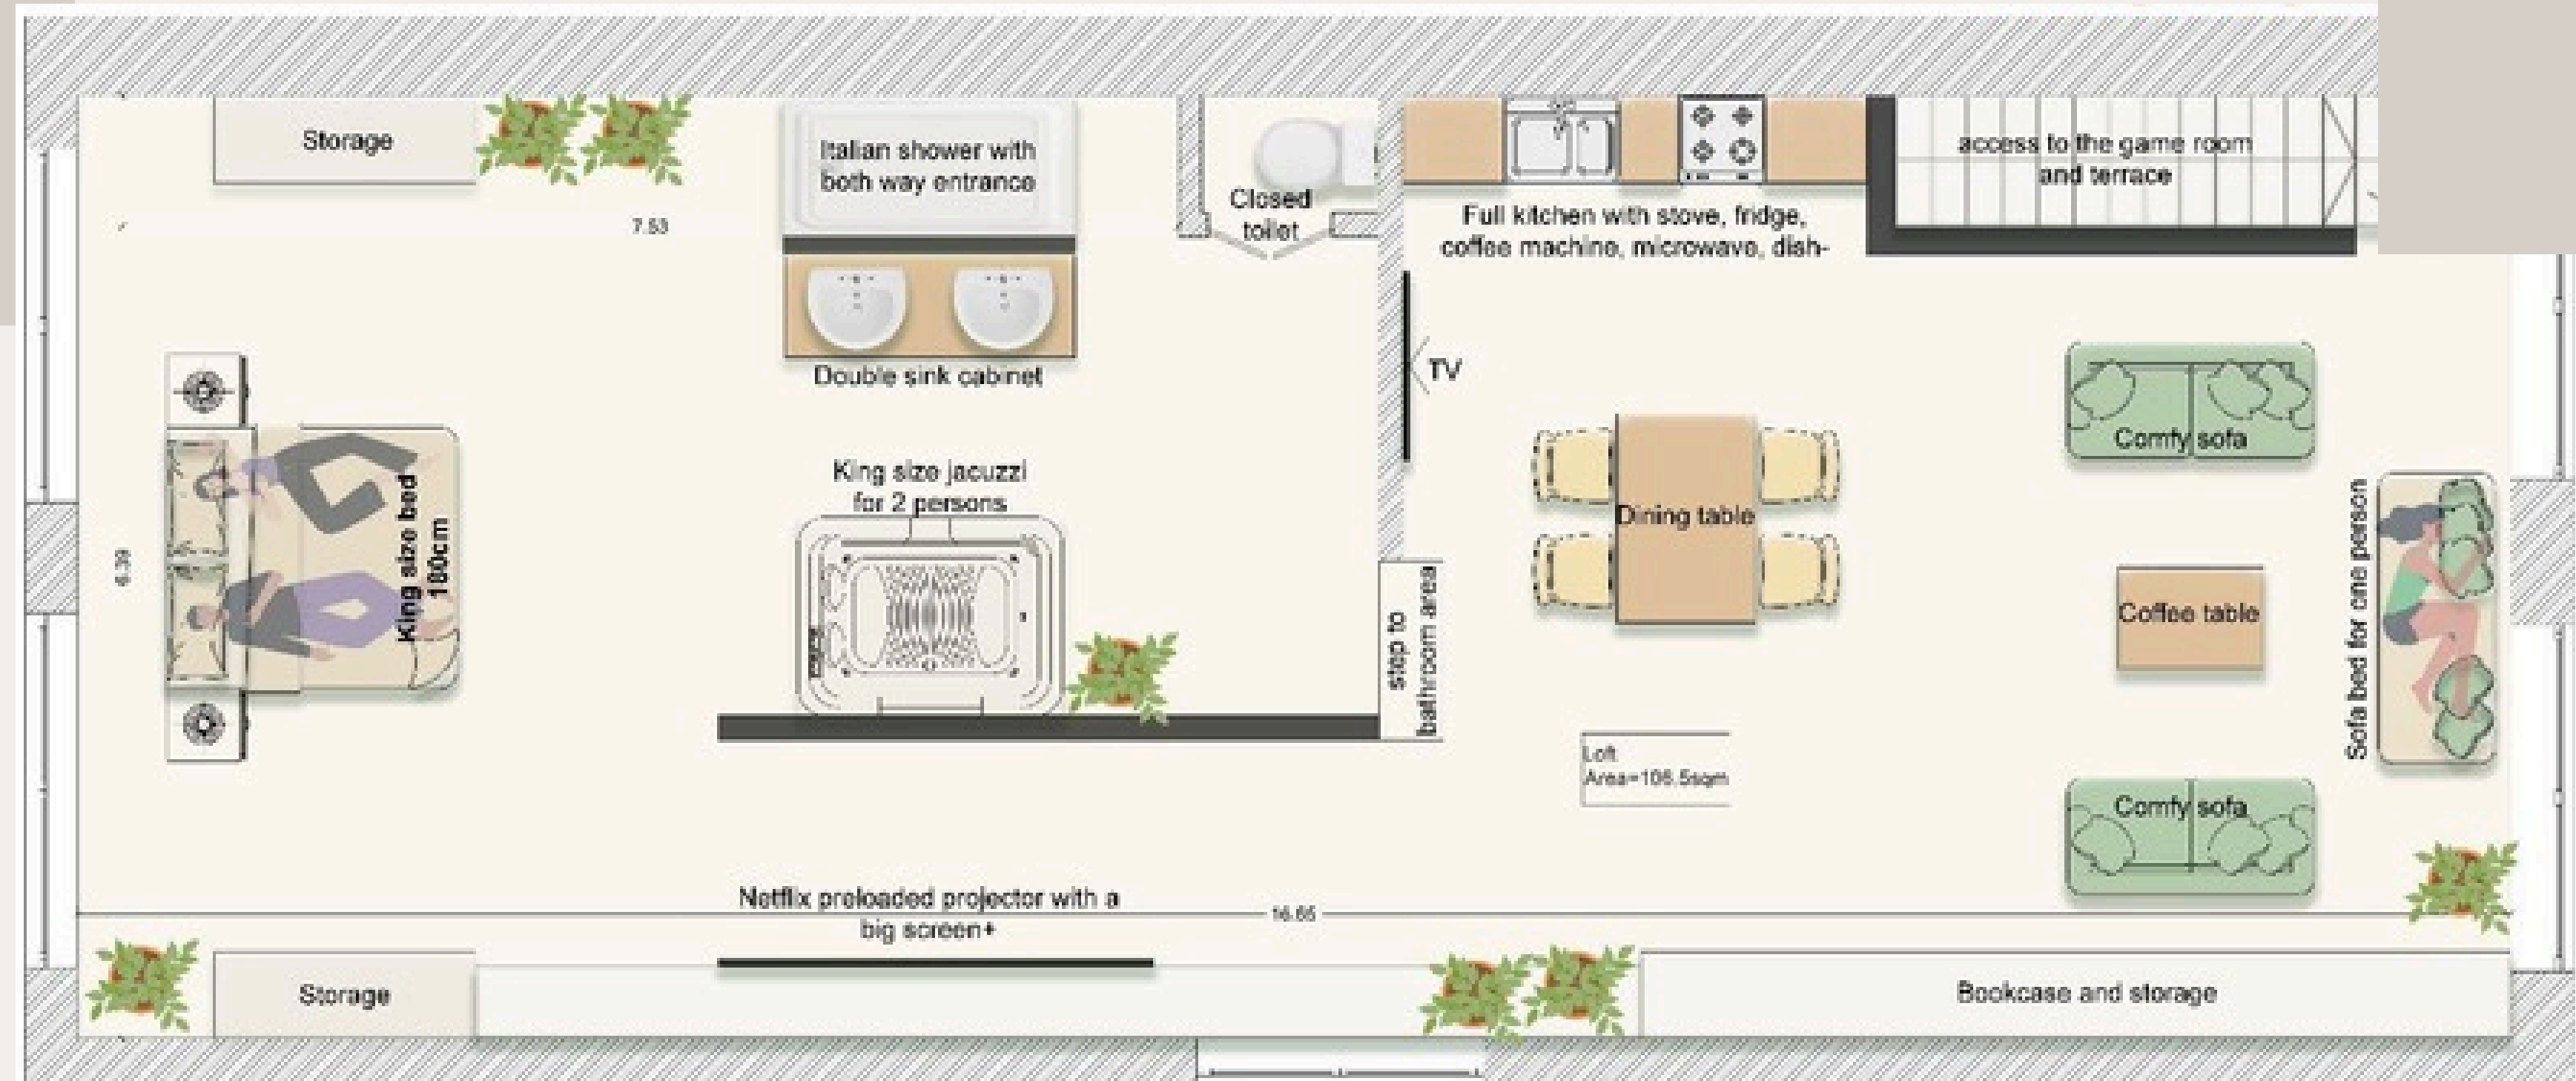 Storage
Italian shower with
both way entrance
Closed
toilet
access to the game room
and terrace
Full kitchen with stove, fridge,
coffee machine, microwave, dish-
7.53
Double sink cabinet
TV
Comfy sofa
King size jacuzzi
for 2 persons
King size bed
180cm
Dining table
6.39
step to
bathroom area
Coffee table
Sofa bed for one person
Loft
Area=106.5sqm
Comfy sofa
Netflix preloaded projector with a
big screen+
16.65
Storage
Bookcase and storage